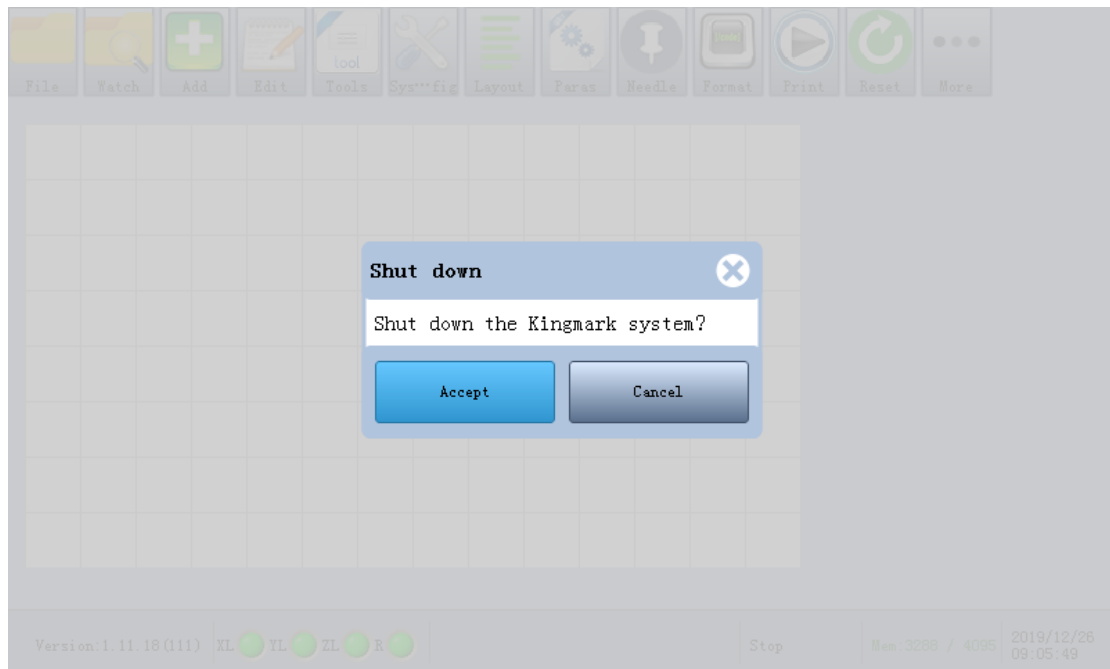 tool
File Watch Add Edit Tools Sys…fig Layout Paras Needle Format Print Reset More
Shut down
Shut down the Kingmark system?
Accept Cancel
Version:1.11.18(111) XL YL ZL R Stop Mem:3268 / 4095 2019/12/26
09:05:49